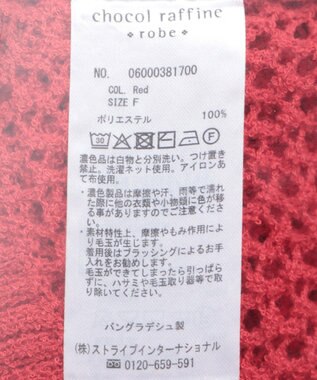 chocol raffine
robe
NO. 06000381700
COL. Red
SIZE F
ポリエステル 100%
30
F
濃色品は白物と分別洗い。つけ置き
禁止。洗濯ネット使用。アイロンあ
て布使用。
・濃色製品は摩擦や汗、雨等で濡れ
た際に他の衣類や小物類に色が移
る事がありますのでご注意くださ
い。
・素材特性上、摩擦やもみ作用によ
り毛玉が生じます。
着用後はブラッシングによるお手
入れをお勧めします。
毛玉ができてしまったら引っぱら
ずに、ハサミや毛玉取り器等で取
り除いてください。
バングラデシュ製
(株)ストライプインターナショナル
0120-659-591